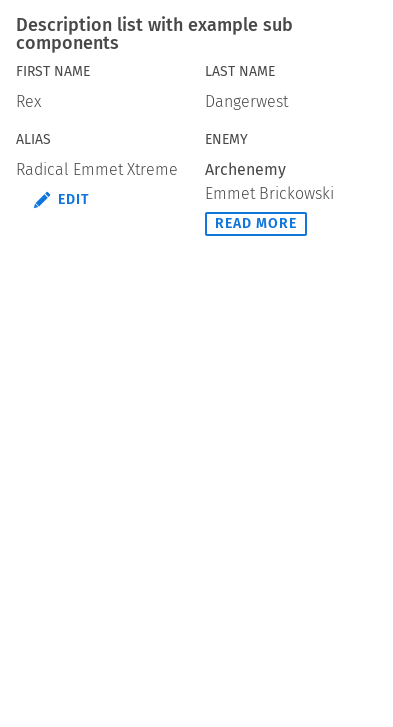 Description list with example sub
components
FIRST NAME
Rex
LAST NAME
Dangerwest
ALIAS
Radical Emmet Xtreme
EDIT
ENEMY
Archenemy
Emmet Brickowski
READ MORE